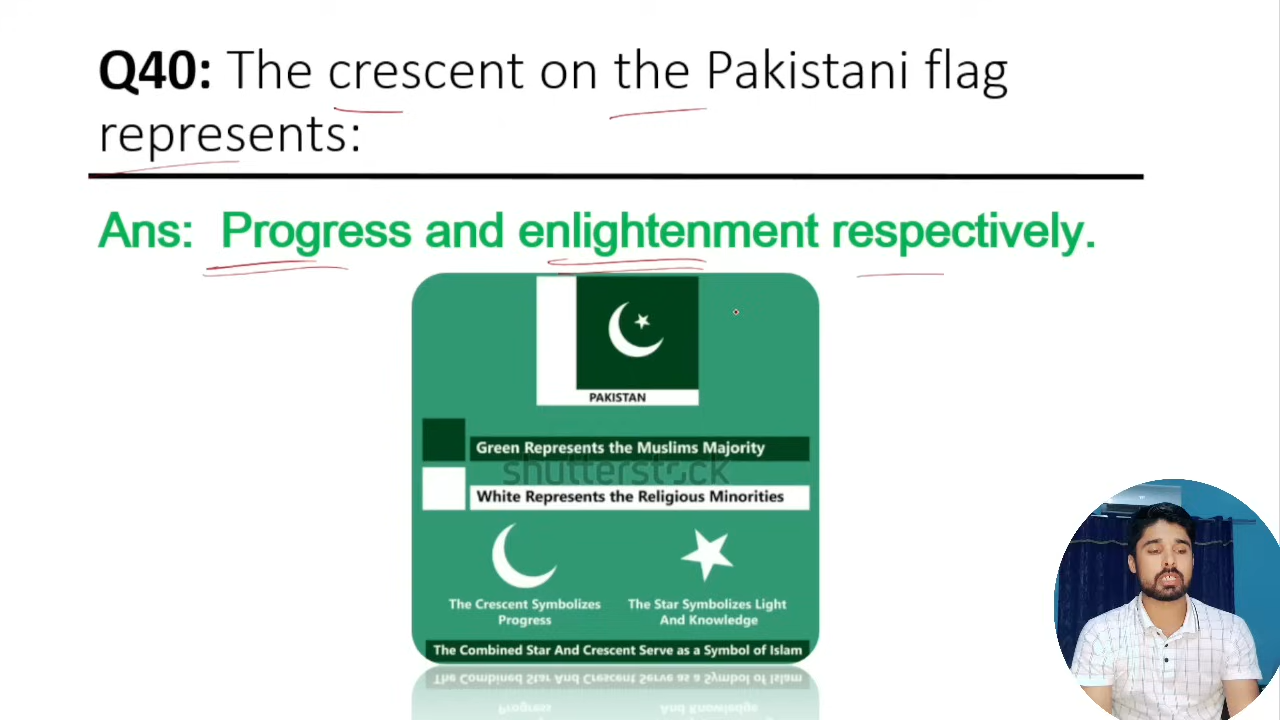 Q40: The crescent on the Pakistani flag
represents:
Ans: Progress and enlightenment respectively.
PAKISTAN
Green Represents the Muslims Majority
shutterstock
White Represents the Religious Minorities
The Crescent Symbolizes
Progress
The Star Symbolizes Light
And Knowledge
The Combined Star And Crescent Serve as a Symbol of Islam